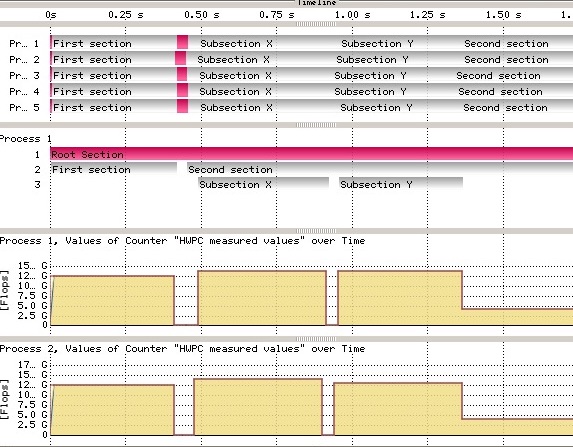 Timeline
0s 0.25 s 0.50 s 0.75 s 1.00 s 1.25 s 1.50 s 1.
Pr… 1 First section Subsection X Subsection Y Second section
Pr… 2 First section Subsection X Subsection Y Second section
Pr… 3 First section Subsection X Subsection Y Second section
Pr… 4 First section Subsection X Subsection Y Second section
Pr… 5 First section Subsection X Subsection Y Second section
Process 1
1 Root Section
2 First section Second section
3 Subsection X Subsection Y
Process 1, Values of Counter "HWPC measured values" over Time
15… G
12… G
10… G
7.5 G
5.0 G
2.5 G
0
[Flops]
Process 2, Values of Counter "HWPC measured values" over Time
17… G
15… G
12… G
10… G
7.5 G
5.0 G
2.5 G
0
[Flops]